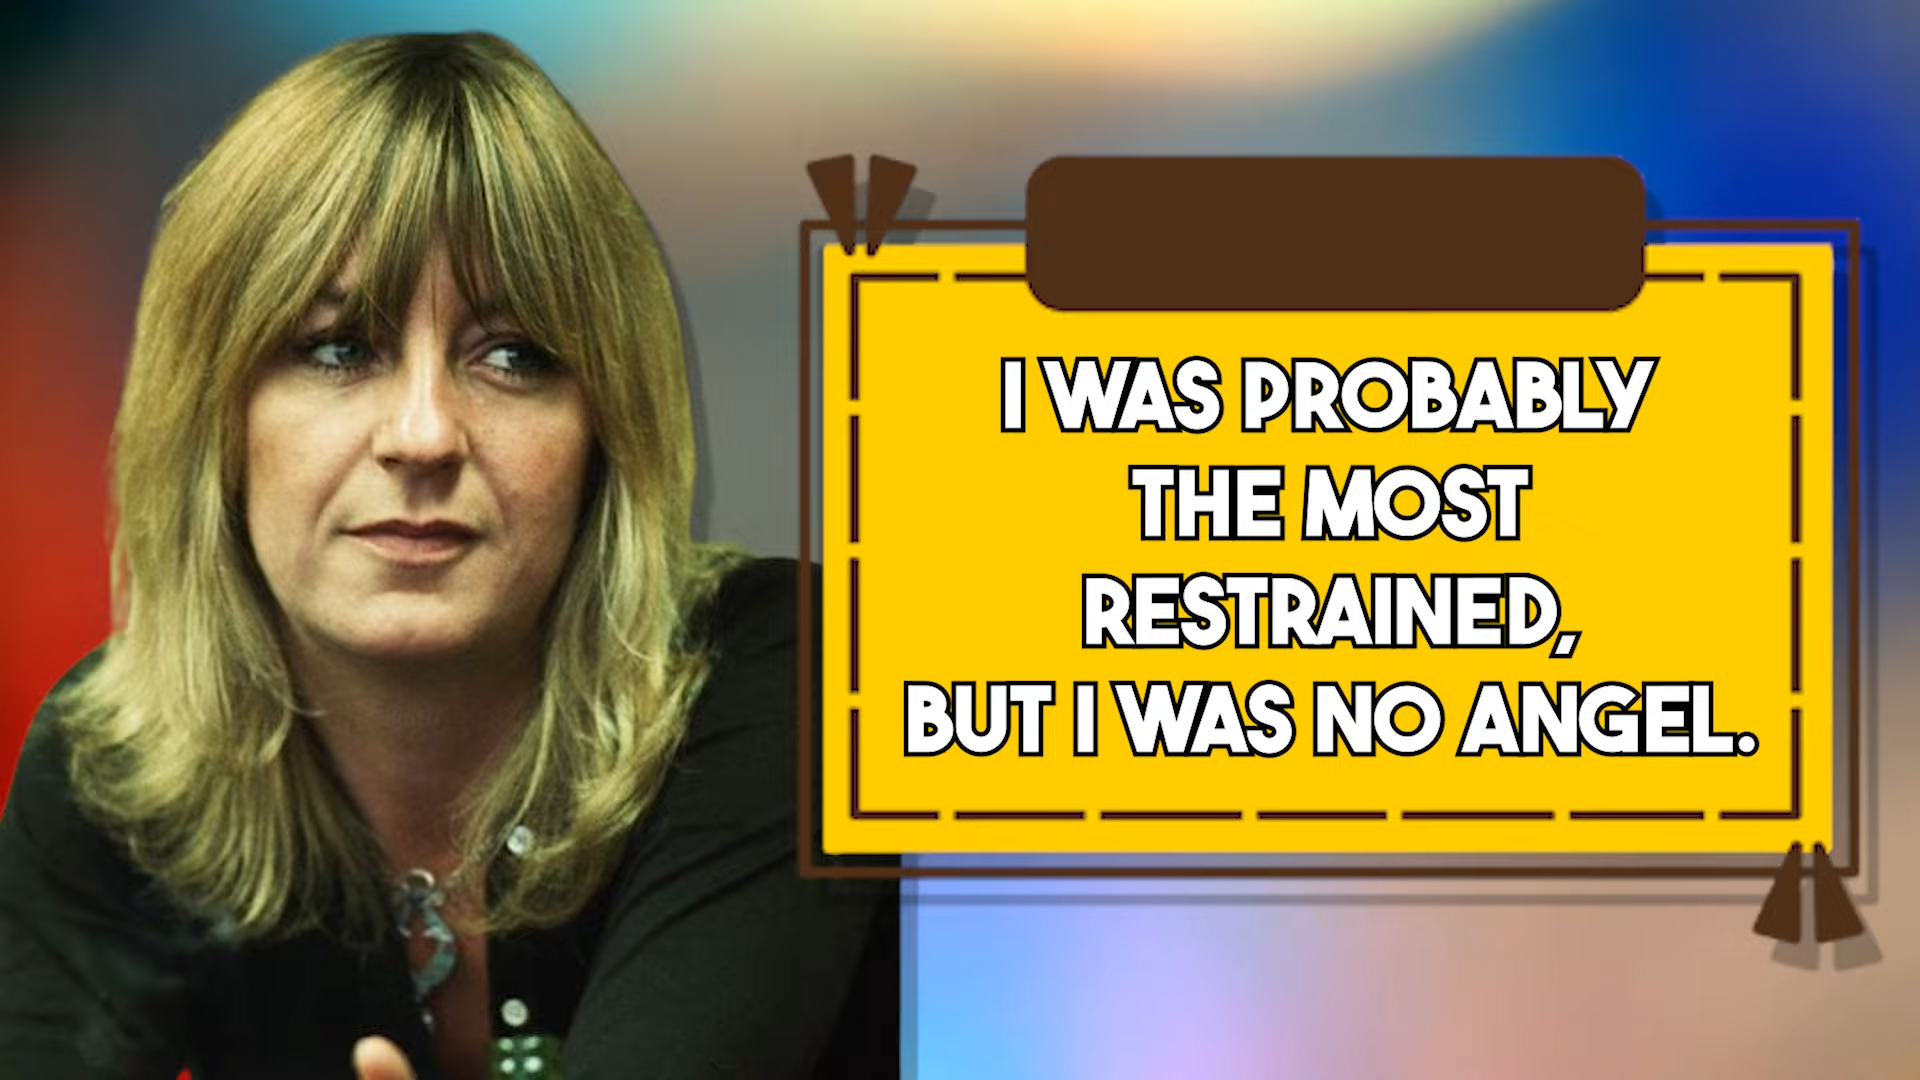 I WAS PROBABLY
THE MOST
RESTRAINED,
BUT I WAS NO ANGEL.